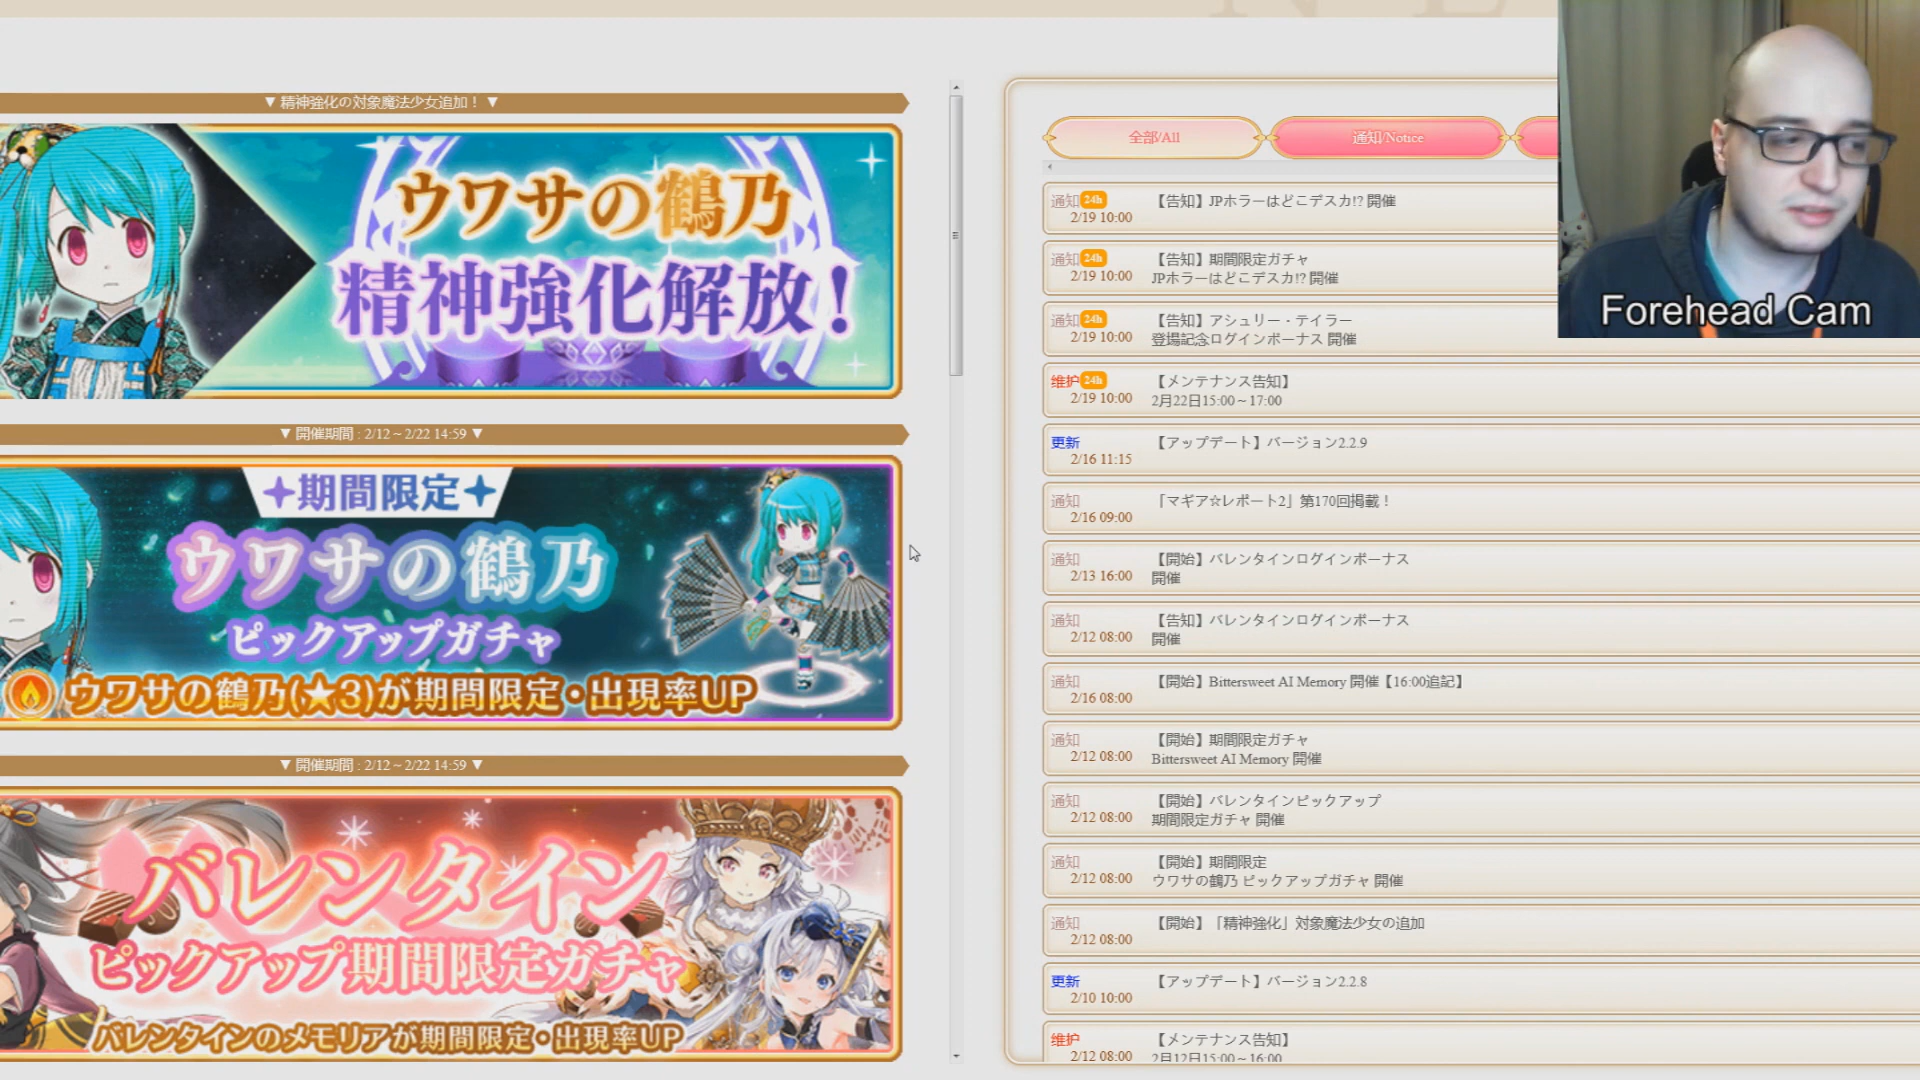 ▼ 精神強化の対象魔法少女追加！ ▼
ウワサの鶴乃
精神強化解放！
▼ 開催期間 : 2/12 ~ 2/22 14:59 ▼
期間限定
ウワサの鶴乃
ピックアップガチャ
ウワサの鶴乃(★3)が期間限定・出現率UP
▼ 開催期間 : 2/12 ~ 2/22 14:59 ▼
バレンタイン
ピックアップ期間限定ガチャ
バレンタインのメモリアが期間限定・出現率UP
全部/All
通知/Notice
通知 24h
2/19 10:00
【告知】JPホラーはどこデスカ!? 開催
通知 24h
2/19 10:00
【告知】期間限定ガチャ
JPホラーはどこデスカ!? 開催
通知 24h
2/19 10:00
【告知】アシュリー・テイラー
登場記念ログインボーナス 開催
维护 24h
2/19 10:00
【メンテナンス告知】
2月22日15:00～17:00
更新
2/16 11:15
【アップデート】バージョン2.2.9
通知
2/16 09:00
「マギア☆レポート2」第170回掲載！
通知
2/13 16:00
【開始】バレンタインログインボーナス
開催
通知
2/12 08:00
【告知】バレンタインログインボーナス
開催
通知
2/16 08:00
【開始】Bittersweet AI Memory 開催【16:00追記】
通知
2/12 08:00
【開始】期間限定ガチャ
Bittersweet AI Memory 開催
通知
2/12 08:00
【開始】バレンタインピックアップ
期間限定ガチャ 開催
通知
2/12 08:00
【開始】期間限定
ウワサの鶴乃 ピックアップガチャ 開催
通知
2/12 08:00
【開始】「精神強化」対象魔法少女の追加
更新
2/10 10:00
【アップデート】バージョン2.2.8
维护
2/12 08:00
【メンテナンス告知】
2月12日15:00～16:00
Forehead Cam